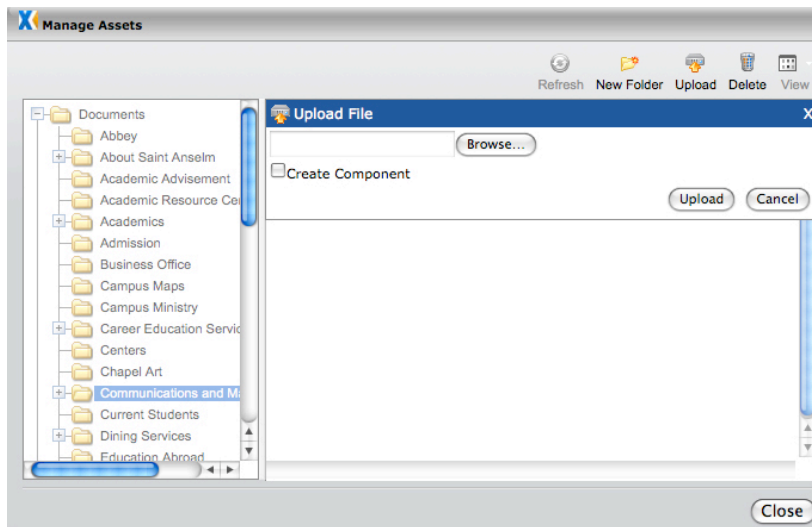 Manage Assets
Refresh New Folder Upload Delete View
Documents
Abbey
About Saint Anselm
Academic Advisement
Academic Resource Cen
Academics
Admission
Business Office
Campus Maps
Campus Ministry
Career Education Servic
Centers
Chapel Art
Communications and Ma
Current Students
Dining Services
Education Abroad
Upload File X
Browse...
Create Component
Upload Cancel
Close